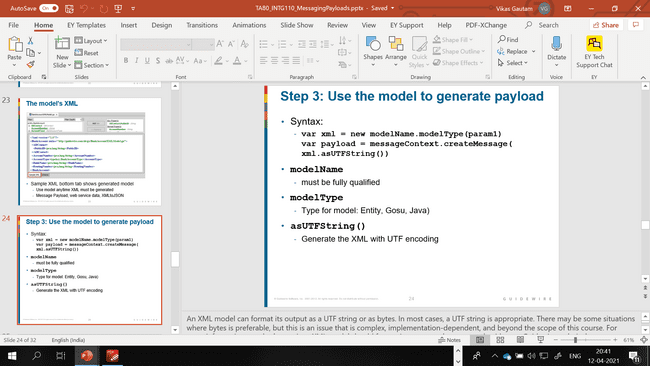 AutoSave On
TAB0_INTG110_MessagingPayloads.pptx - Saved
Vikas Gautam VG
File Home EY Templates Insert Draw Design Transitions Animations Slide Show Review View EY Support Help PDF-XChange Search Share
Paste
New Slide
Layout
Reset
Section
B I U S ab AV Aa A
Shapes Arrange Quick Styles
Shape Fill
Shape Outline
Shape Effects
Find
Replace
Select
Dictate
EY Tech Support Chat
Clipboard Slides Font Paragraph Drawing Editing Voice EY
23
The model's XML
Sample XML bottom tab shows generated model
Use model anytime XML must be generated
Message Payload, web service data, XMLtoJSON
24
Step 3: Use the model to generate payload
Syntax:
var xml = new modelName.modelType(param1)
var payload = messageContext.createMessage(
xml.asUTFString())
modelName
must be fully qualified
modelType
Type for model: Entity, Gosu, Java)
asUTFString()
Generate the XML with UTF encoding
Step 3: Use the model to generate payload
Syntax:
var xml = new modelName.modelType(param1)
var payload = messageContext.createMessage(
xml.asUTFString())
modelName
must be fully qualified
modelType
Type for model: Entity, Gosu, Java)
asUTFString()
Generate the XML with UTF encoding
24
GUIDEWIRE
An XML model can format its output as a UTF string or as bytes. In most cases, a UTF string is appropriate. There may be some situations
where bytes is preferable, but this is an issue that is complex, implementation-dependent, and beyond the scope of this course. For
Slide 24 of 32 English (India) Notes 61%
ENG 20:41
12-04-2021